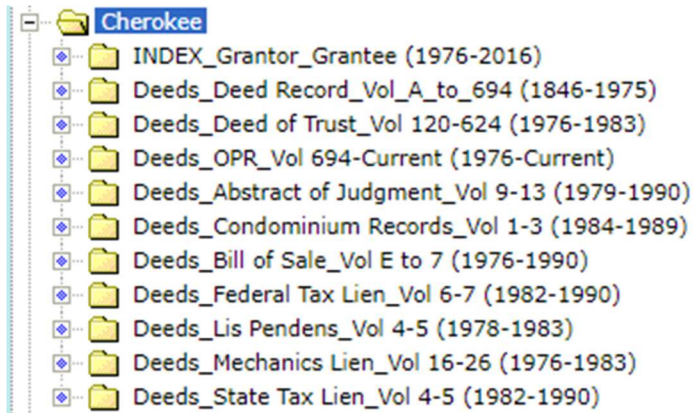 Cherokee
INDEX_Grantor_Grantee (1976-2016)
Deeds_Deed Record_Vol_A_to_694 (1846-1975)
Deeds_Deed of Trust_Vol 120-624 (1976-1983)
Deeds_OPR_Vol 694-Current (1976-Current)
Deeds_Abstract of Judgment_Vol 9-13 (1979-1990)
Deeds_Condominium Records_Vol 1-3 (1984-1989)
Deeds_Bill of Sale_Vol E to 7 (1976-1990)
Deeds_Federal Tax Lien_Vol 6-7 (1982-1990)
Deeds_Lis Pendens_Vol 4-5 (1978-1983)
Deeds_Mechanics Lien_Vol 16-26 (1976-1983)
Deeds_State Tax Lien_Vol 4-5 (1982-1990)